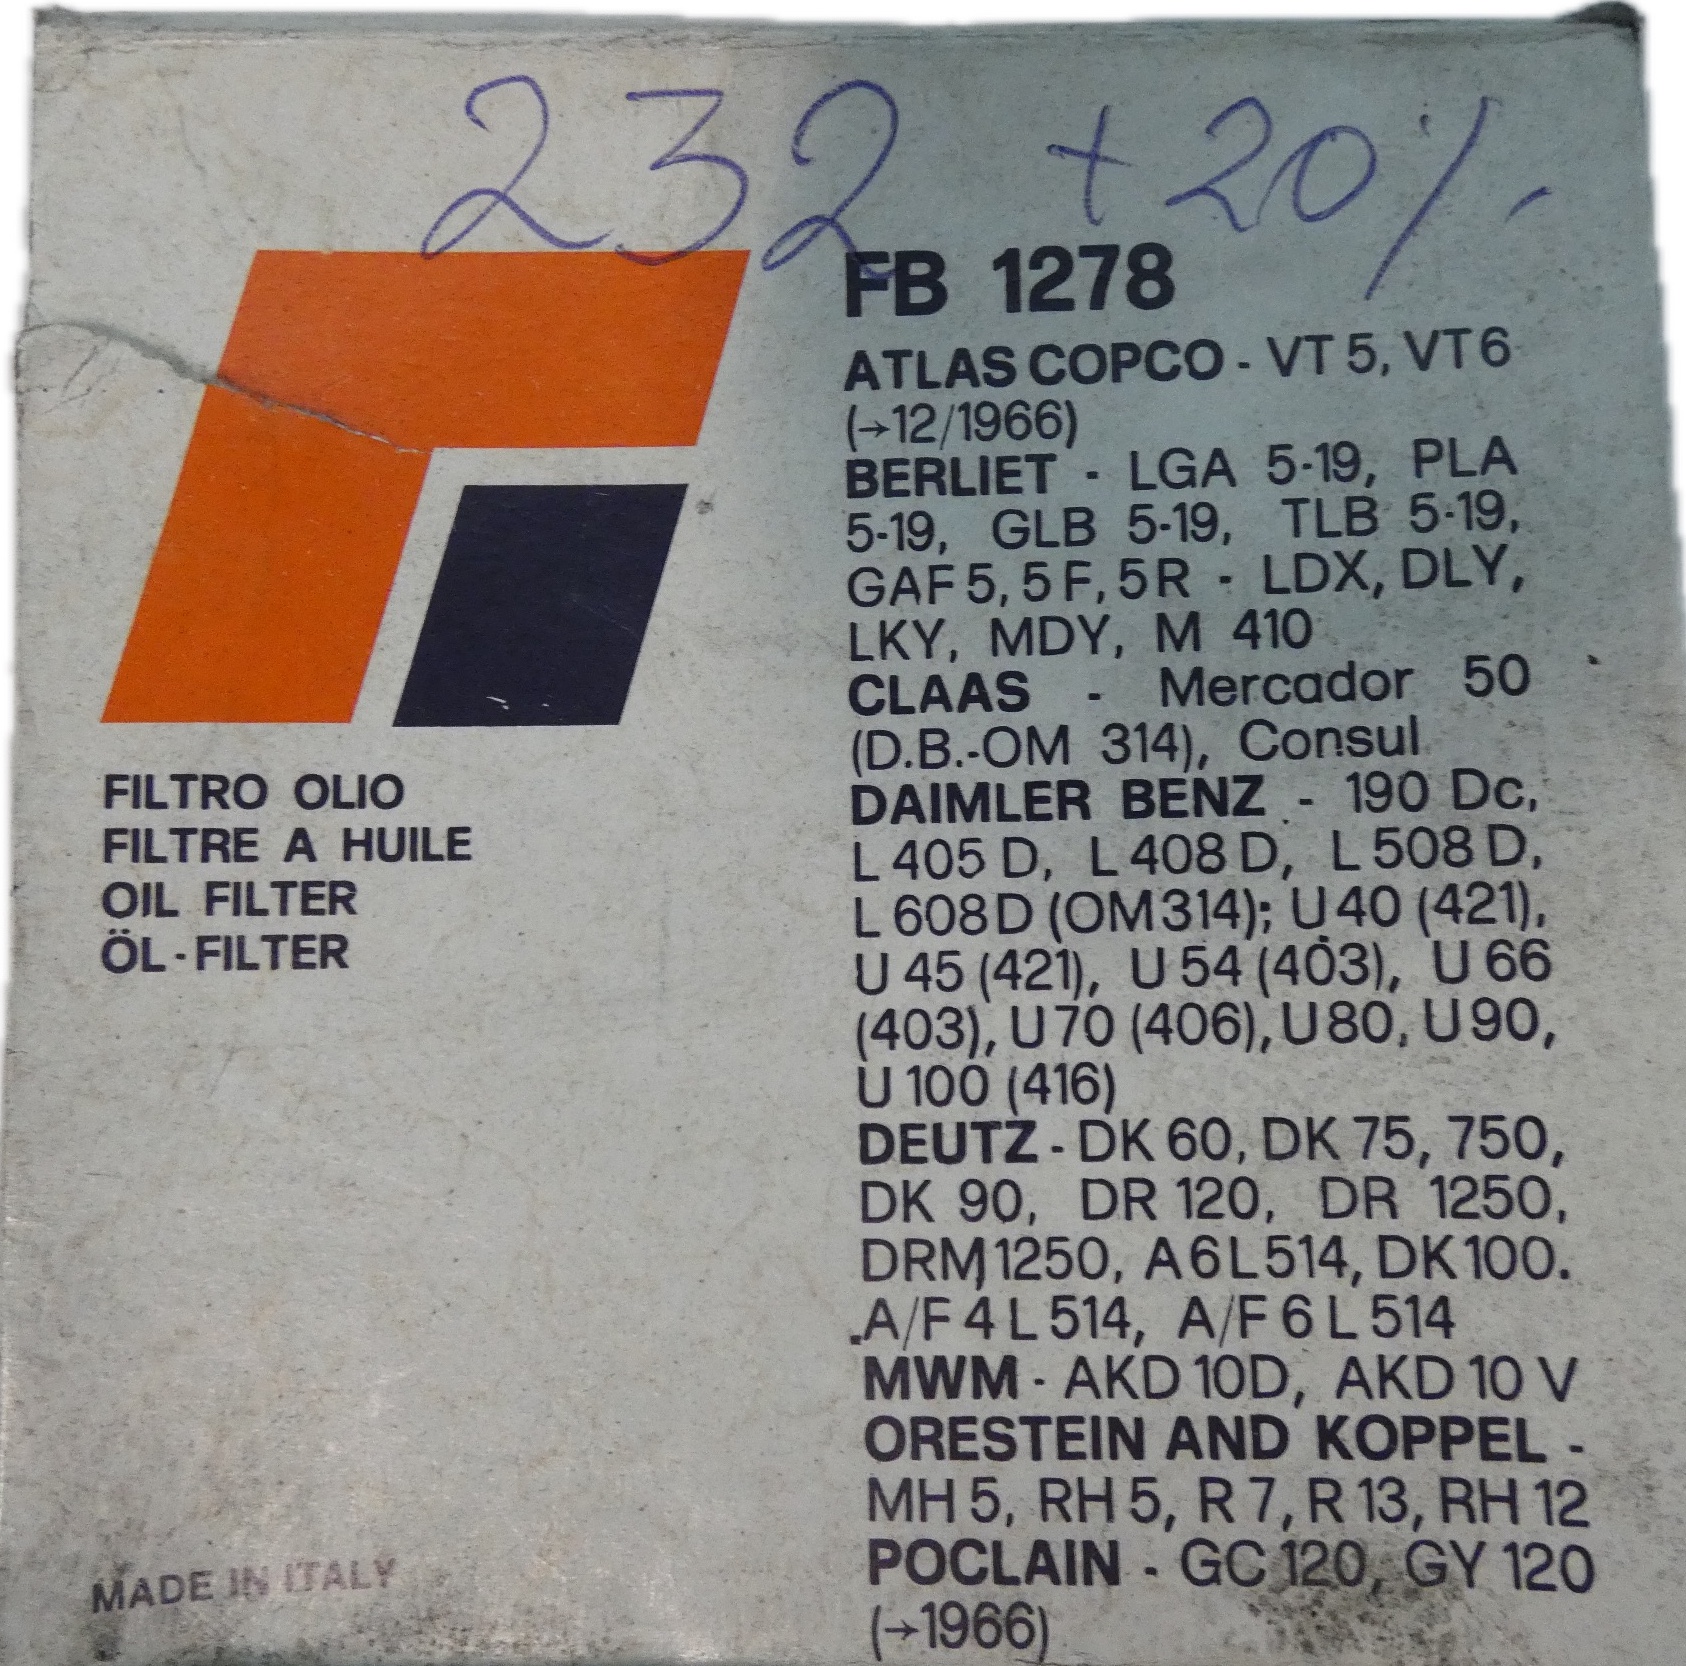 232 + 20%
FB 1278
ATLAS COPCO - VT 5, VT 6
(→12/1966)
BERLIET - LGA 5-19, PLA
5-19, GLB 5-19, TLB 5-19,
GAF 5, 5 F, 5 R - LDX, DLY,
LKY, MDY, M 410
CLAAS - Mercador 50
(D.B.-OM 314), Consul
DAIMLER BENZ - 190 Dc,
L 405 D, L 408 D, L 508 D,
L 608 D (OM 314); U 40 (421),
U 45 (421), U 54 (403), U 66
(403), U 70 (406), U 80, U 90,
U 100 (416)
DEUTZ - DK 60, DK 75, 750,
DK 90, DR 120, DR 1250,
DRM 1250, A 6 L 514, DK 100.
A/F 4 L 514, A/F 6 L 514
MWM - AKD 10 D, AKD 10 V
ORESTEIN AND KOPPEL -
MH 5, RH 5, R 7, R 13, RH 12
POCLAIN - GC 120, GY 120
(→1966)
FILTRO OLIO
FILTRE A HUILE
OIL FILTER
ÖL-FILTER
MADE IN ITALY